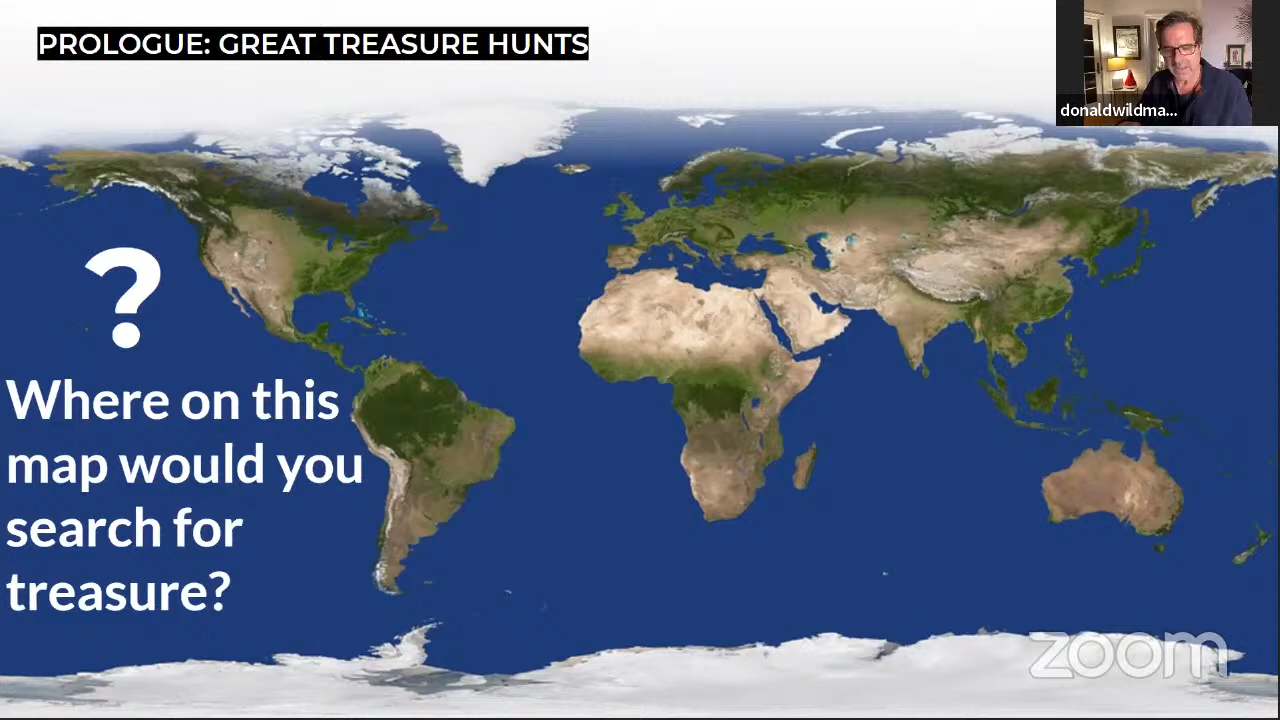 PROLOGUE: GREAT TREASURE HUNTS
donaldwildma...
?
Where on this
map would you
search for
treasure?
zoom